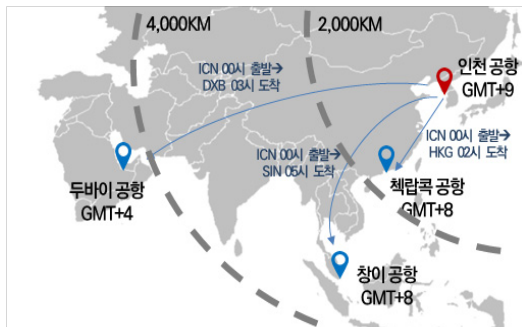 4,000KM
2,000KM
인천 공항
GMT+9
ICN 00시 출발→
DXB 03시 도착
ICN 00시 출발→
HKG 02시 도착
ICN 00시 출발→
SIN 05시 도착
두바이 공항
GMT+4
첵랍콕 공항
GMT+8
창이 공항
GMT+8